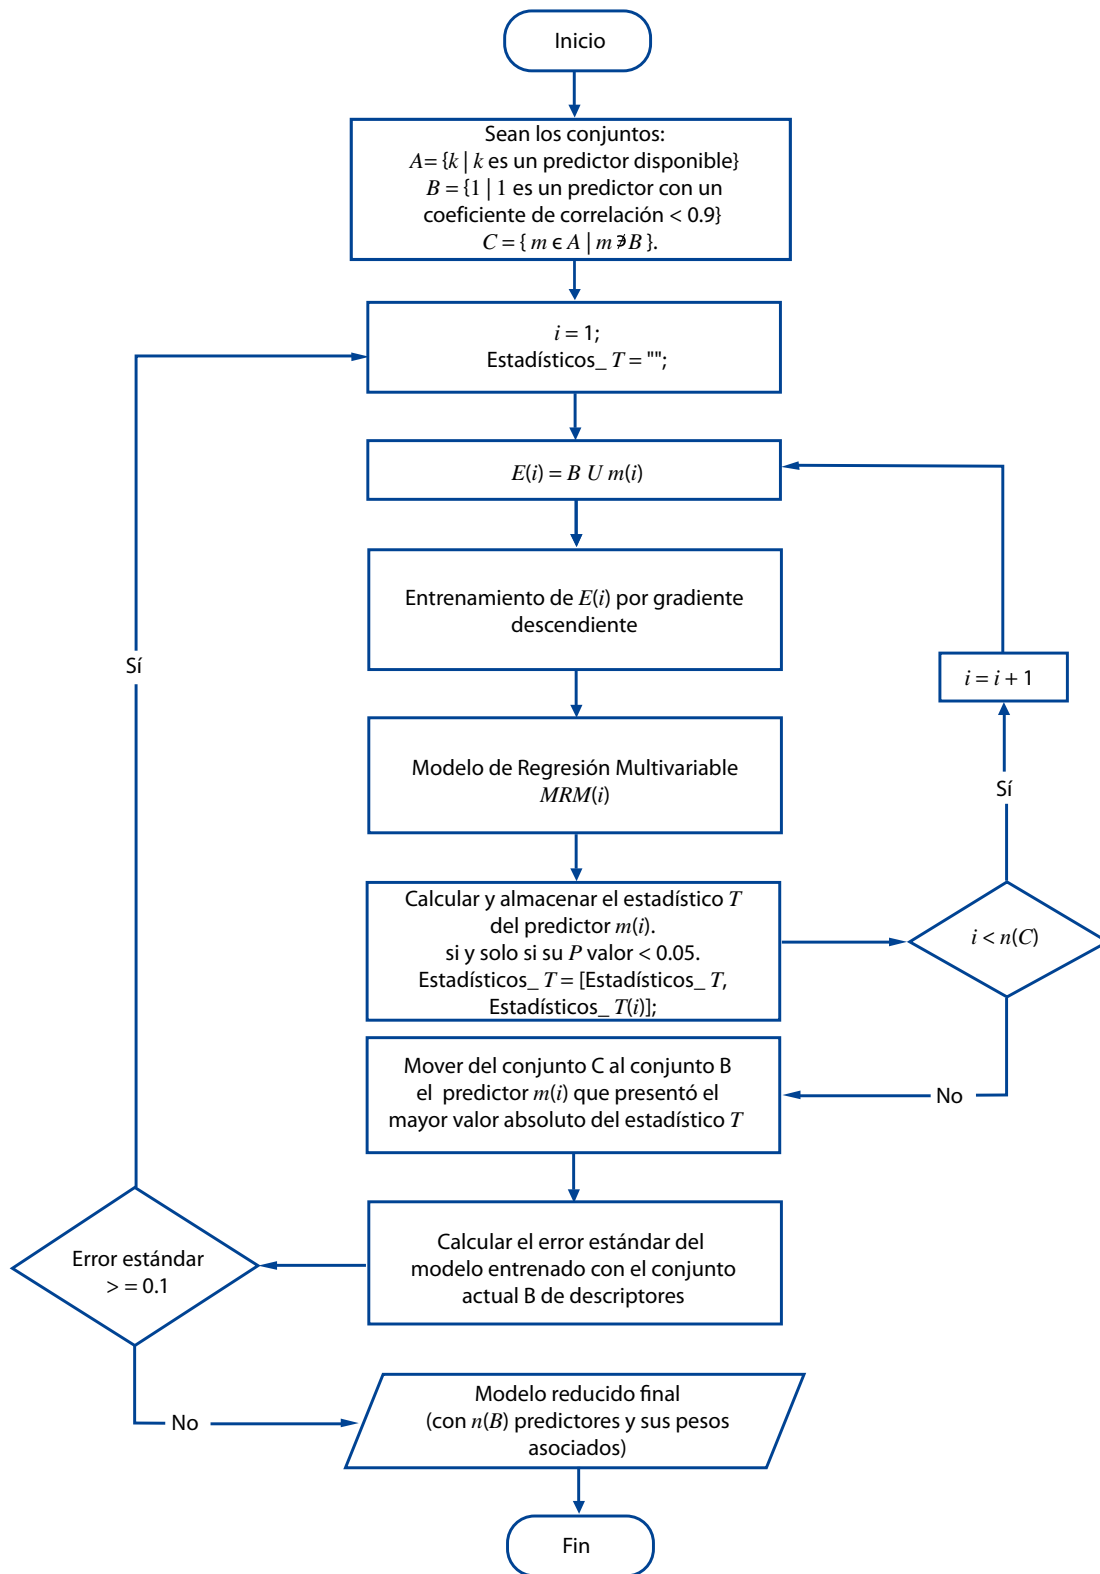 Inicio
Sean los conjuntos:
A= {k | k es un predictor disponible}
B = {1 | 1 es un predictor con un
coeficiente de correlación < 0.9}
C = { m ϵ A | m ∌ B }.
i = 1;
Estadísticos_ T = "";
E(i) = B U m(i)
Entrenamiento de E(i) por gradiente
descendiente
Sí
i = i + 1
Modelo de Regresión Multivariable
MRM(i)
Sí
Calcular y almacenar el estadístico T
del predictor m(i).
si y solo si su P valor < 0.05.
Estadísticos_ T = [Estadísticos_ T,
Estadísticos_ T(i)];
i < n(C)
Mover del conjunto C al conjunto B
el predictor m(i) que presentó el
mayor valor absoluto del estadístico T
No
Calcular el error estándar del
modelo entrenado con el conjunto
actual B de descriptores
Error estándar
> = 0.1
No
Modelo reducido final
(con n(B) predictores y sus pesos
asociados)
Fin